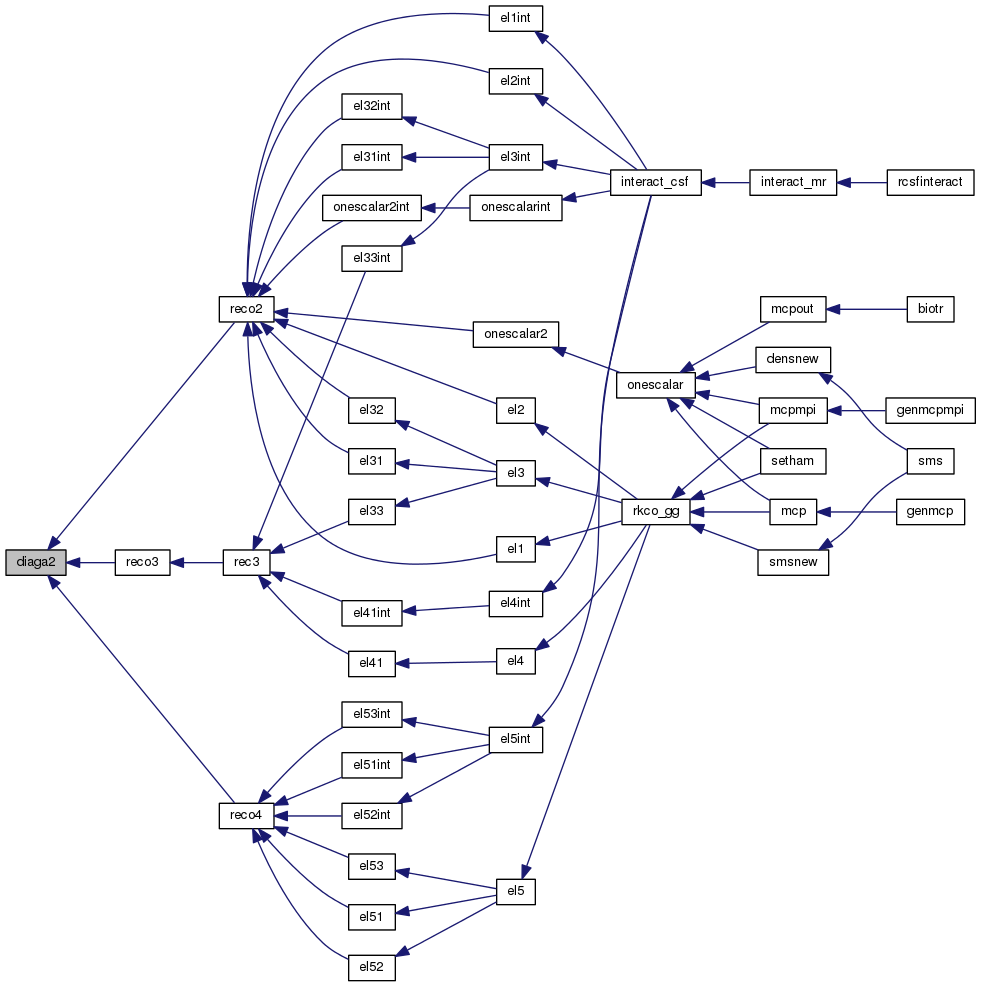 el1int
el2int
el32int
el31int
el3int
interact_csf
interact_mr
rcsfinteract
onescalar2int
onescalarint
el33int
reco2
mcpout
biotr
onescalar2
densnew
onescalar
el32
el2
mcpmpi
genmcpmpi
el31
el3
setham
sms
el33
rkco_gg
mcp
genmcp
el1
diaga2
reco3
rec3
smsnew
el41int
el4int
el41
el4
el53int
el5int
el51int
reco4
el52int
el53
el5
el51
el52